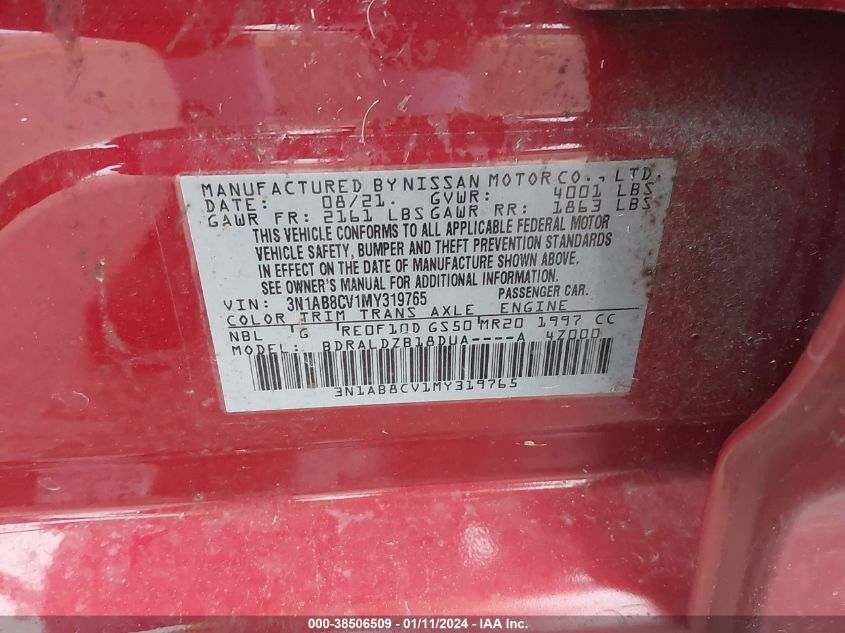 MANUFACTURED BY NISSAN MOTOR CO., LTD.
DATE: 08/21. GVWR: 4001 LBS
GAWR FR: 2161 LBS GAWR RR: 1863 LBS
THIS VEHICLE CONFORMS TO ALL APPLICABLE FEDERAL MOTOR
VEHICLE SAFETY, BUMPER AND THEFT PREVENTION STANDARDS
IN EFFECT ON THE DATE OF MANUFACTURE SHOWN ABOVE.
SEE OWNER'S MANUAL FOR ADDITIONAL INFORMATION.
VIN: 3N1AB8CV1MY319765 PASSENGER CAR.
COLOR TRIM TRANS AXLE ENGINE
NBL G RE0F10D GS50 MR20 1997 CC
MODEL: BDRALDZB18DUA----A 4Z000
3N1AB8CV1MY319765
000-38506509 - 01/11/2024 - IAA Inc.